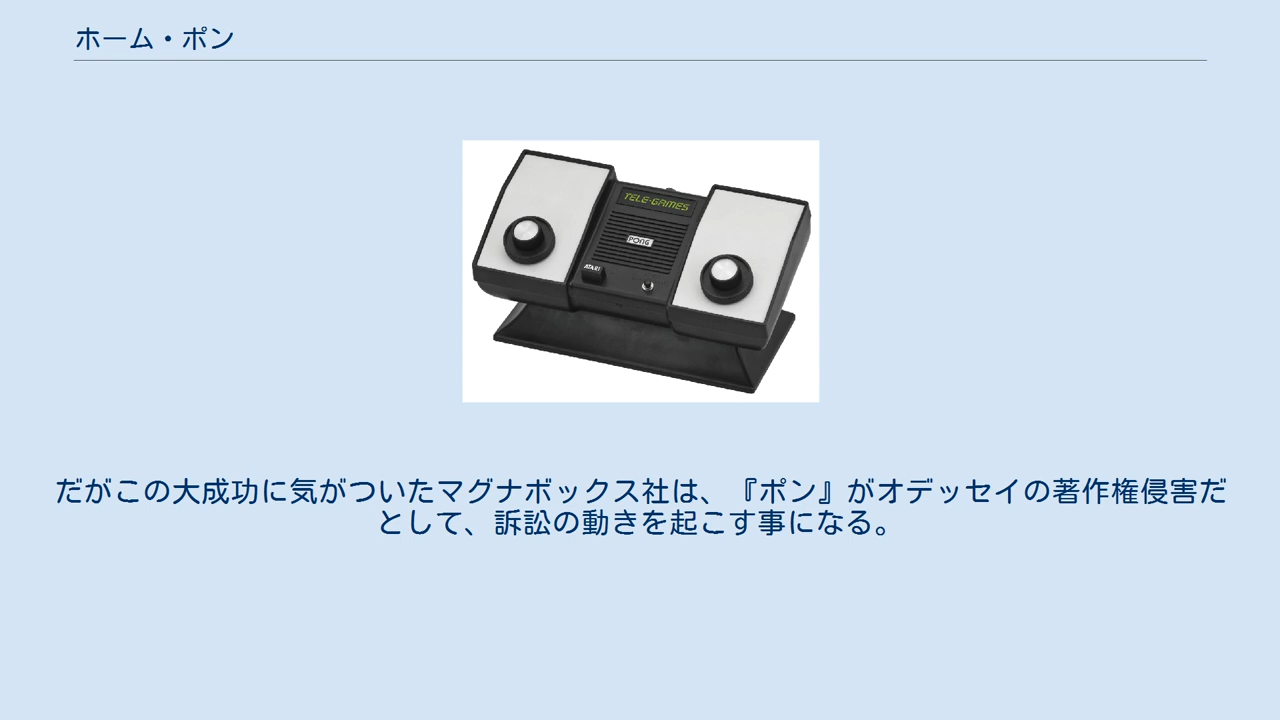 ホーム・ポン
TELE-GAMES
PONG
ATARI
だがこの大成功に気がついたマグナボックス社は、『ポン』がオデッセイの著作権侵害だ
として、訴訟の動きを起こす事になる。